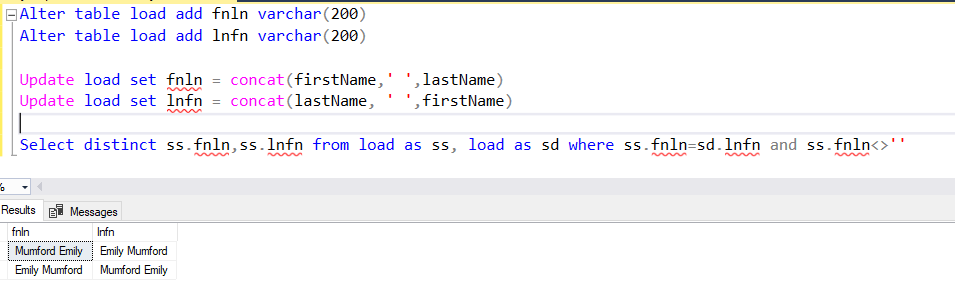 Alter table load add fnln varchar(200)
Alter table load add lnfn varchar(200)
Update load set fnln = concat(firstName,' ',lastName)
Update load set lnfn = concat(lastName, ' ',firstName)
Select distinct ss.fnln,ss.lnfn from load as ss, load as sd where ss.fnln=sd.lnfn and ss.fnln<>''
%
Results Messages
fnln lnfn
Mumford Emily Emily Mumford
Emily Mumford Mumford Emily